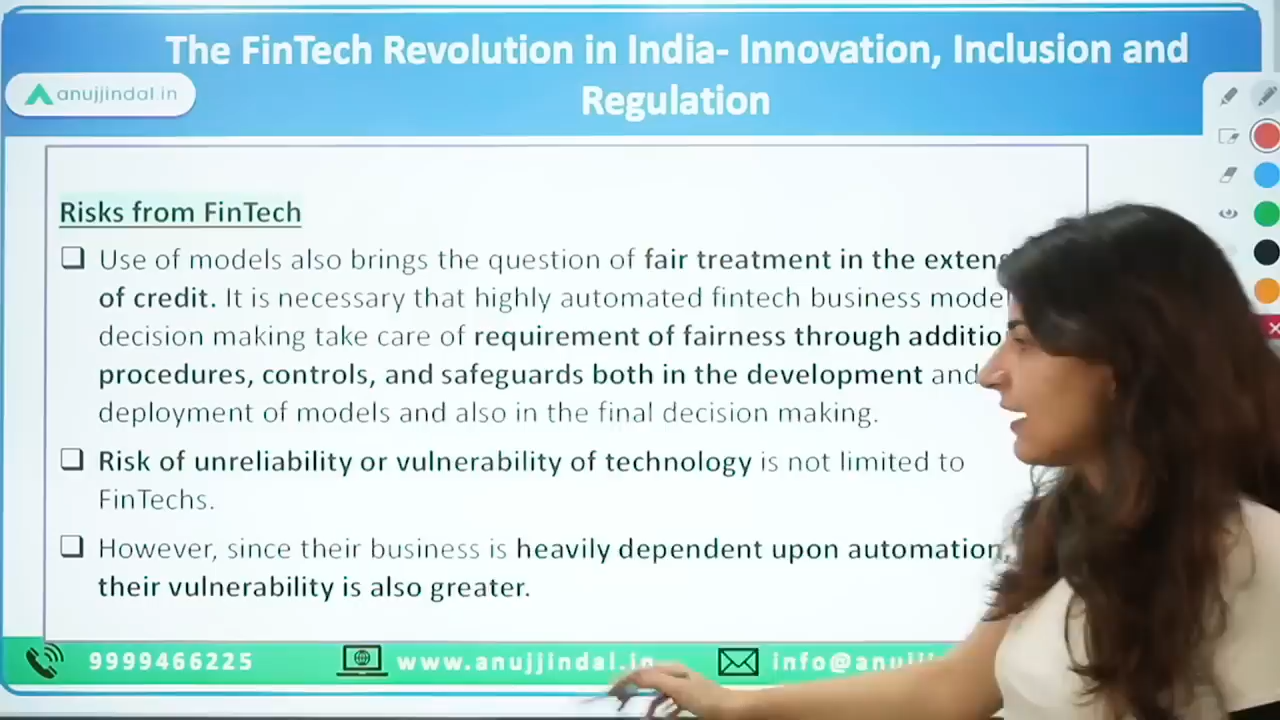 The FinTech Revolution in India- Innovation, Inclusion and
Regulation
anujjindal.in
Risks from FinTech
Use of models also brings the question of fair treatment in the
of credit. It is necessary that highly automated fintech business
decision making take care of requirement of fairness through
procedures, controls, and safeguards both in the development and
deployment of models and also in the final decision making.
Risk of unreliability or vulnerability of technology is not limited to
FinTechs.
However, since their business is heavily dependent upon automation,
their vulnerability is also greater.
9999466225 www.anujjindal.in